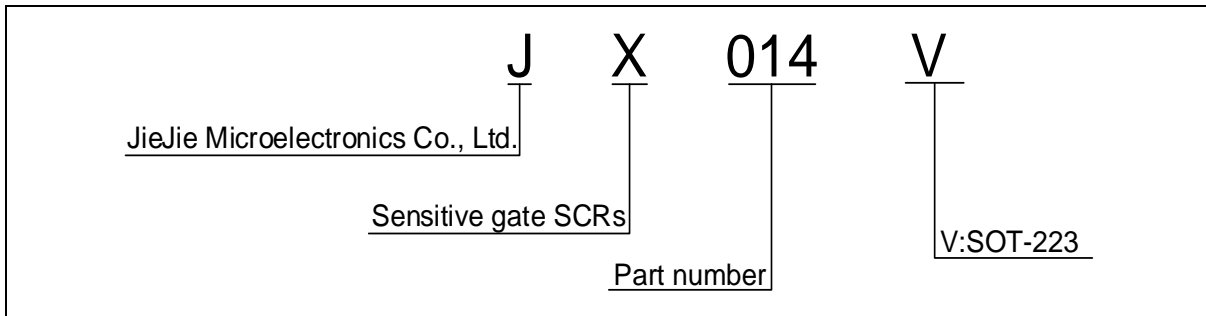 J X 014 V
JieJie Microelectronics Co., Ltd.
Sensitive gate SCRs
V:SOT-223
Part number